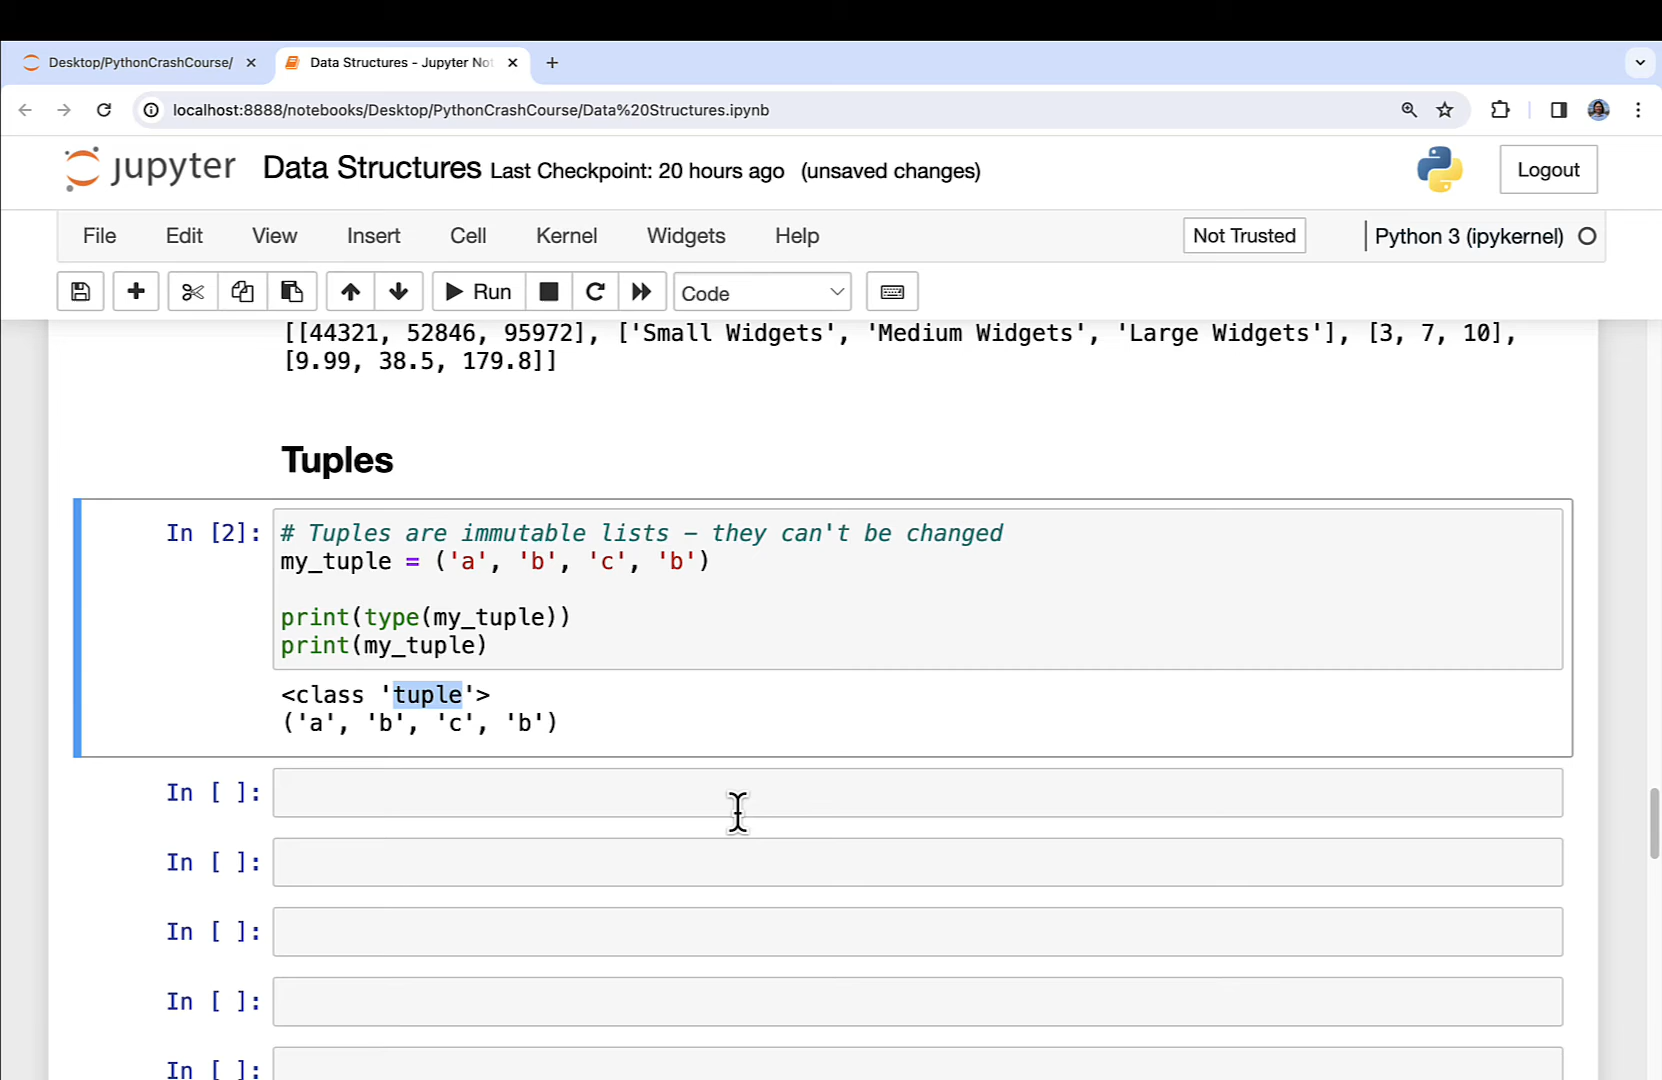 Desktop/PythonCrashCourse/
Data Structures - Jupyter Not
localhost:8888/notebooks/Desktop/PythonCrashCourse/Data%20Structures.ipynb
jupyter Data Structures Last Checkpoint: 20 hours ago (unsaved changes)
Logout
File Edit View Insert Cell Kernel Widgets Help
Not Trusted
Python 3 (ipykernel)
Run
Code
[[44321, 52846, 95972], ['Small Widgets', 'Medium Widgets', 'Large Widgets'], [3, 7, 10],
[9.99, 38.5, 179.8]]
Tuples
In [2]: # Tuples are immutable lists – they can't be changed
my_tuple = ('a', 'b', 'c', 'b')
print(type(my_tuple))
print(my_tuple)
<class 'tuple'>
('a', 'b', 'c', 'b')
In [ ]:
In [ ]:
In [ ]:
In [ ]:
In [ ]: